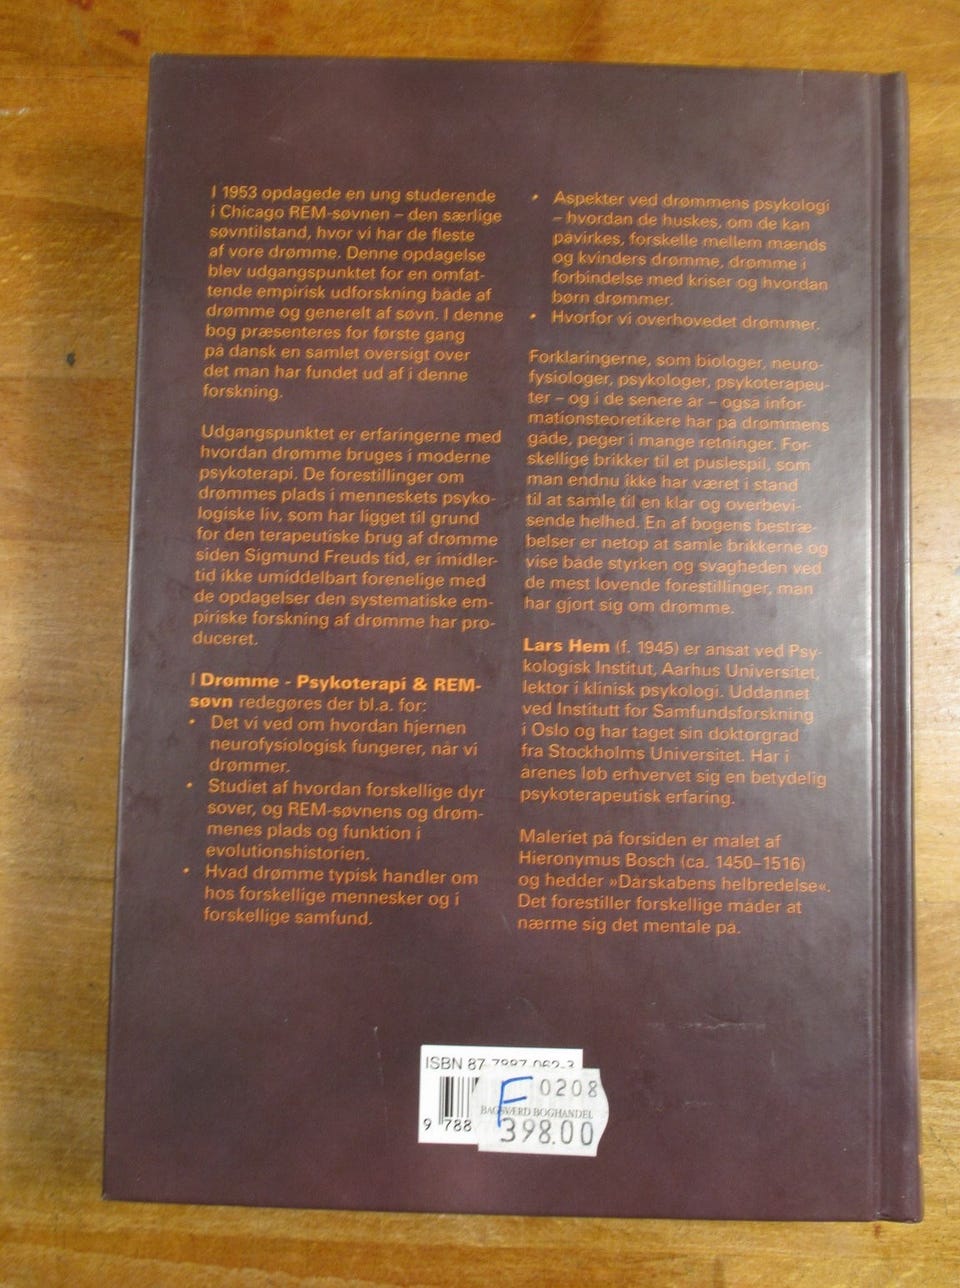 I 1953 opdagede en ung studerende
i Chicago REM-søvnen – den særlige
søvntilstand, hvor vi har de fleste
af vore drømme. Denne opdagelse
blev udgangspunktet for en omfat-
tende empirisk udforskning både af
drømme og generelt af søvn. I denne
bog præsenteres for første gang
på dansk en samlet oversigt over
det man har fundet ud af i denne
forskning.
Udgangspunktet er erfaringerne med
hvordan drømme bruges i moderne
psykoterapi. De forestillinger om
drømmes plads i menneskets psyko-
logiske liv, som har ligget til grund
for den terapeutiske brug af drømme
siden Sigmund Freuds tid, er imidler-
tid ikke umiddelbart forenelige med
de opdagelser den systematiske em-
piriske forskning af drømme har pro-
duceret.
I Drømme - Psykoterapi & REM-
søvn redegøres der bl.a. for:
• Det vi ved om hvordan hjernen
neurofysiologisk fungerer, når vi
drømmer.
• Studiet af hvordan forskellige dyr
sover, og REM-søvnens og drøm-
menes plads og funktion i
evolutionshistorien.
• Hvad drømme typisk handler om
hos forskellige mennesker og i
forskellige samfund.
• Aspekter ved drømmens psykologi
– hvordan de huskes, om de kan
påvirkes, forskelle mellem mænds
og kvinders drømme, drømme i
forbindelse med kriser og hvordan
børn drømmer.
• Hvorfor vi overhovedet drømmer.
Forklaringerne, som biologer, neuro-
fysiologer, psykologer, psykoterapeu-
ter – og i de senere år – også infor-
mationsteoretikere har på drømmens
gåde, peger i mange retninger. For-
skellige brikker til et puslespil, som
man endnu ikke har været i stand
til at samle til en klar og overbevi-
sende helhed. En af bogens bestræ-
belser er netop at samle brikkerne og
vise både styrken og svagheden ved
de mest lovende forestillinger, man
har gjort sig om drømme.
Lars Hem (f. 1945) er ansat ved Psy-
kologisk Institut, Aarhus Universitet,
lektor i klinisk psykologi. Uddannet
ved Institutt for Samfundsforskning
i Oslo og har taget sin doktorgrad
fra Stockholms Universitet. Har i
årenes løb erhvervet sig en betydelig
psykoterapeutisk erfaring.
Maleriet på forsiden er malet af
Hieronymus Bosch (ca. 1450–1516)
og hedder »Dårskabens helbredelse«.
Det forestiller forskellige måder at
nærme sig det mentale på.
ISBN 87-7887-062-3
F 0208
BAGSVÆRD BOGHANDEL
398.00
9 788